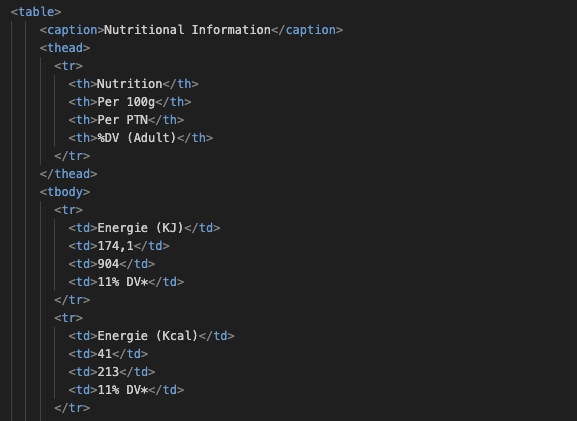 <table>
<caption>Nutritional Information</caption>
<thead>
<tr>
<th>Nutrition</th>
<th>Per 100g</th>
<th>Per PTN</th>
<th>%DV (Adult)</th>
</tr>
</thead>
<tbody>
<tr>
<td>Energie (KJ)</td>
<td>174,1</td>
<td>904</td>
<td>11% DV*</td>
</tr>
<tr>
<td>Energie (Kcal)</td>
<td>41</td>
<td>213</td>
<td>11% DV*</td>
</tr>